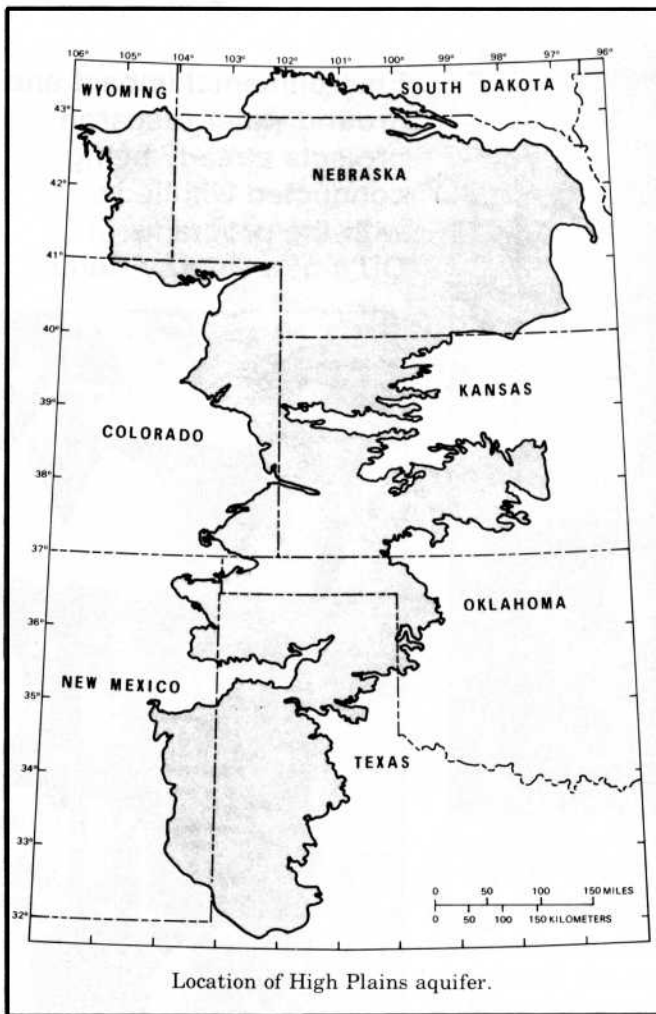 106° 105° 104° 103° 102° 101° 100° 99° 98° 97° 96°
WYOMING
SOUTH DAKOTA
43°
NEBRASKA
42°
41°
40°
KANSAS
39°
COLORADO
38°
37°
OKLAHOMA
36°
NEW MEXICO
35°
TEXAS
34°
33°
0 50 100 150 MILES
0 50 100 150 KILOMETERS
32°
Location of High Plains aquifer.